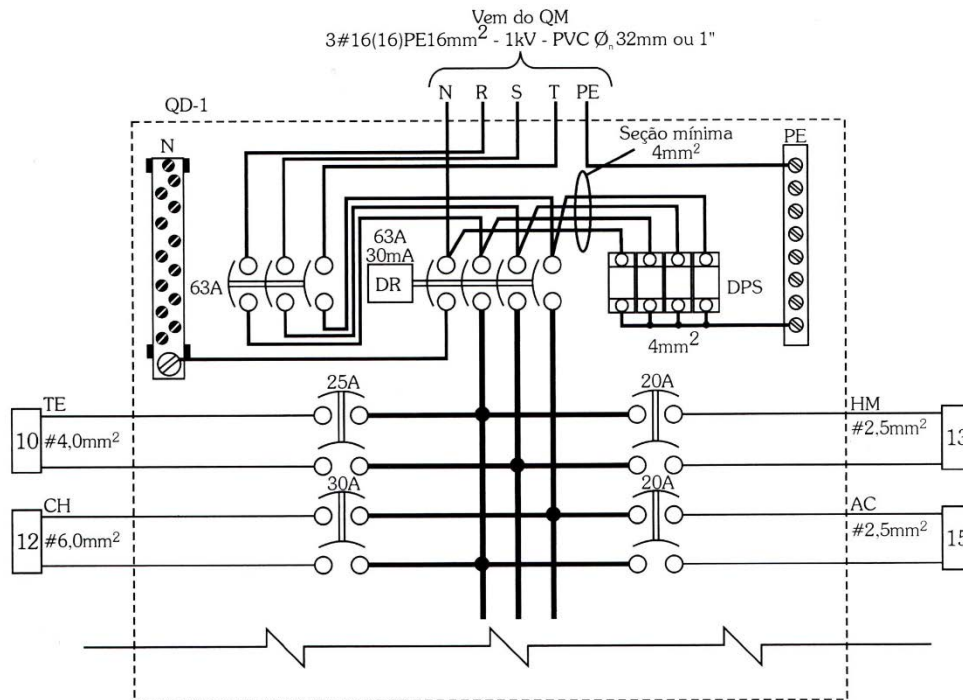 Vem do QM
3#16(16)PE16mm² - 1kV - PVC Øₙ 32mm ou 1"
N R S T PE
QD-1
N
Seção mínima
4mm²
PE
63A
63A
30mA
DR
DPS
4mm²
25A
20A
TE
10
#4,0mm²
HM
#2,5mm²
13
30A
20A
CH
12
#6,0mm²
AC
#2,5mm²
15